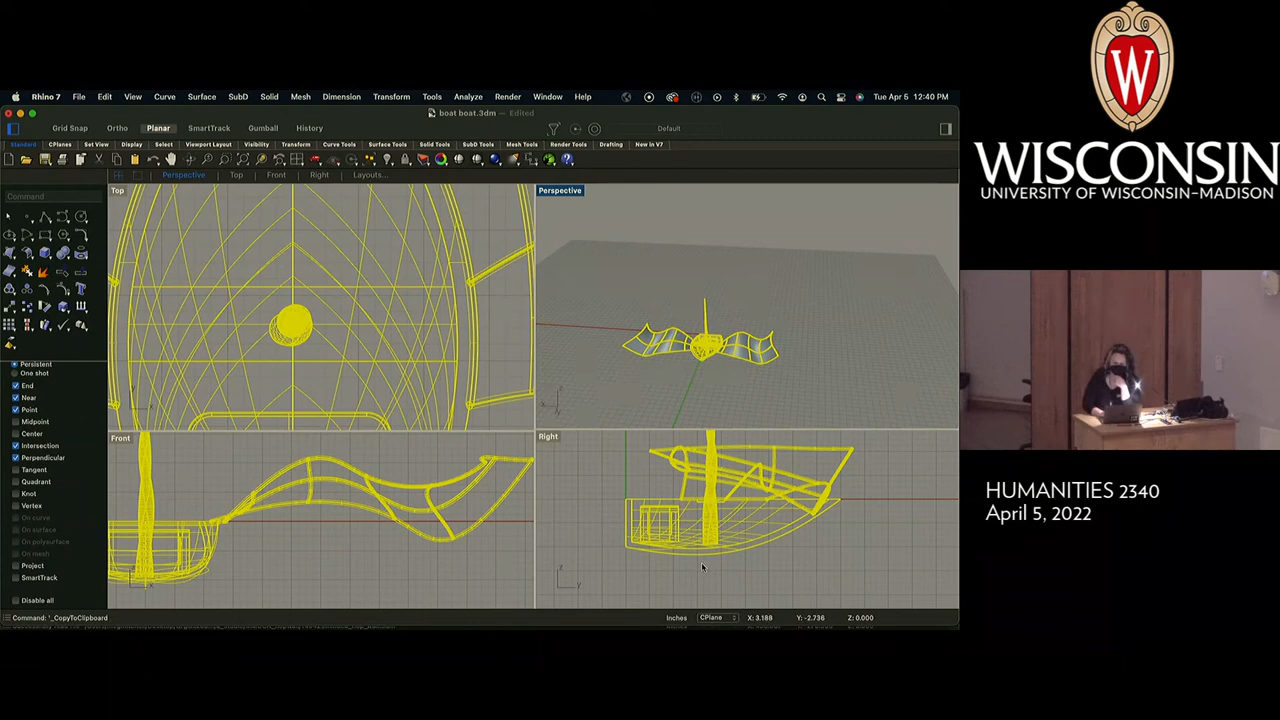 Rhino 7 File Edit View Curve Surface SubD Solid Mesh Dimension Transform Tools Analyze Render Window Help Tue Apr 5 12:40 PM
boat boat.3dm — Edited
Grid Snap Ortho Planar SmartTrack Gumball History Default
Standard CPlanes Set View Display Select Viewport Layout Visibility Transform Curve Tools Surface Tools Solid Tools SubD Tools Mesh Tools Render Tools Drafting New in V7
Perspective Top Front Right Layouts...
Command
Top
Perspective
Front
Right
Persistent
One shot
End
Near
Point
Midpoint
Center
Intersection
Perpendicular
Tangent
Quadrant
Knot
Vertex
On curve
On surface
On polysurface
On mesh
Project
SmartTrack
Disable all
Command: '_CopyToClipboard
Inches CPlane X: 3.188 Y: -2.736 Z: 0.000
W
WISCONSIN
UNIVERSITY OF WISCONSIN–MADISON
HUMANITIES 2340
April 5, 2022